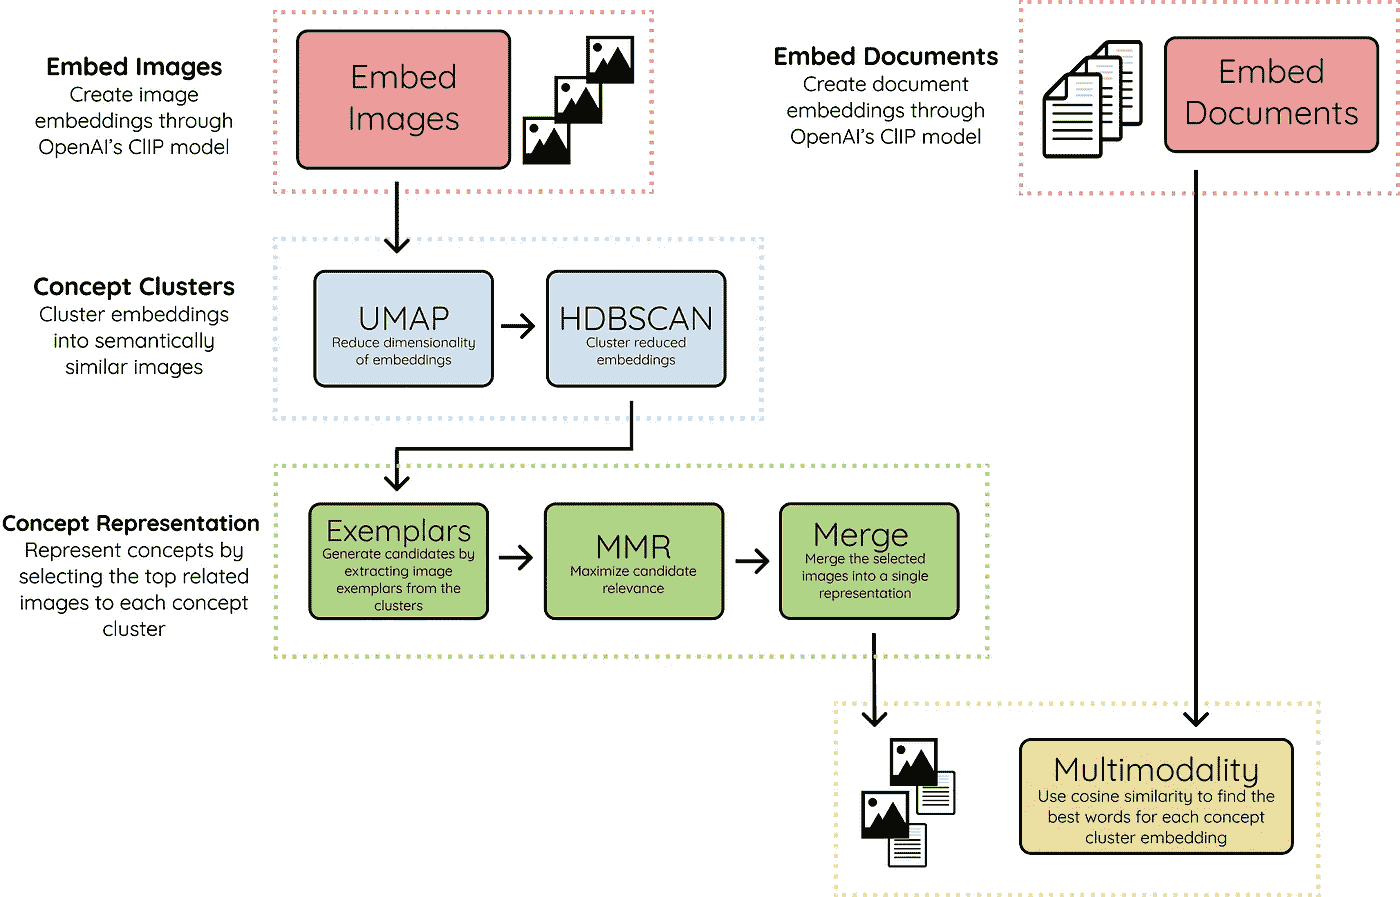 Embed Images
Create image
embeddings through
OpenAI's ClIP model
Embed
Images
Embed Documents
Create document
embeddings through
OpenAI's ClIP model
Embed
Documents
Concept Clusters
Cluster embeddings
into semantically
similar images
UMAP
Reduce dimensionality
of embeddings
HDBSCAN
Cluster reduced
embeddings
Concept Representation
Represent concepts by
selecting the top related
images to each concept
cluster
Exemplars
Generate candidates by
extracting image
exemplars from the
clusters
MMR
Maximize candidate
relevance
Merge
Merge the selected
images into a single
representation
Multimodality
Use cosine similarity to find the
best words for each concept
cluster embedding